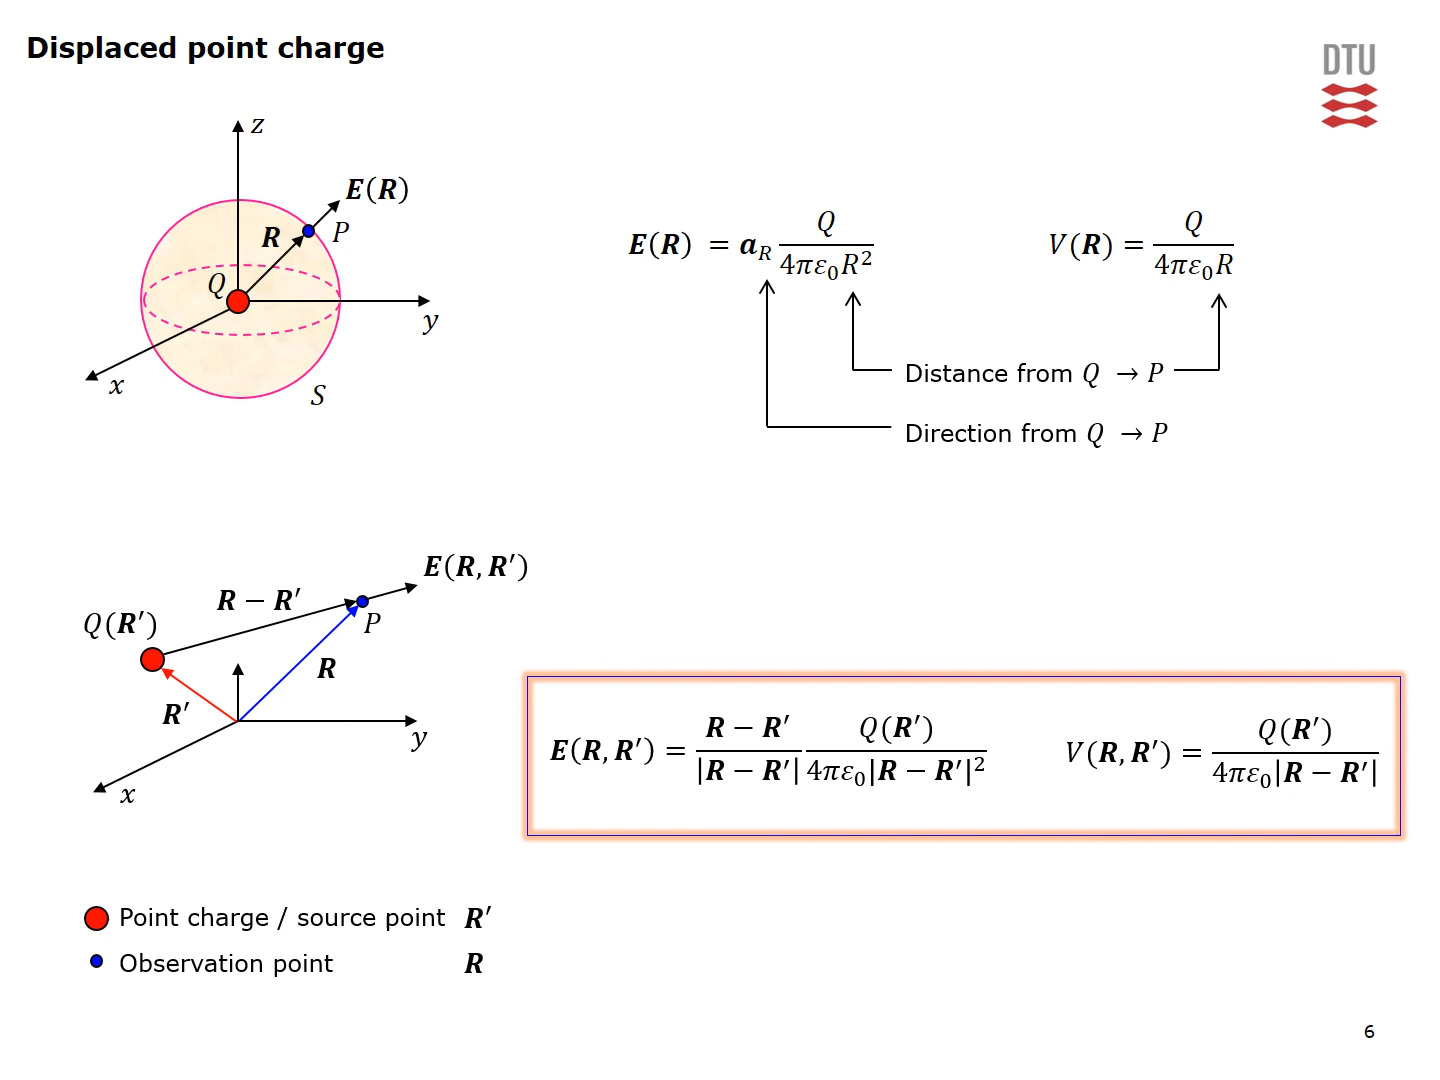 Displaced point charge
DTU
z
E(R)
R
P
Q
y
x
S
E(R) = a_R Q / (4πε₀R²)
V(R) = Q / (4πε₀R)
Distance from Q → P
Direction from Q → P
E(R, R′)
R − R′
Q(R′)
P
R
R′
y
x
E(R, R′) = (R − R′) / |R − R′| Q(R′) / (4πε₀|R − R′|²)
V(R, R′) = Q(R′) / (4πε₀|R − R′|)
Point charge / source point R′
Observation point R
6